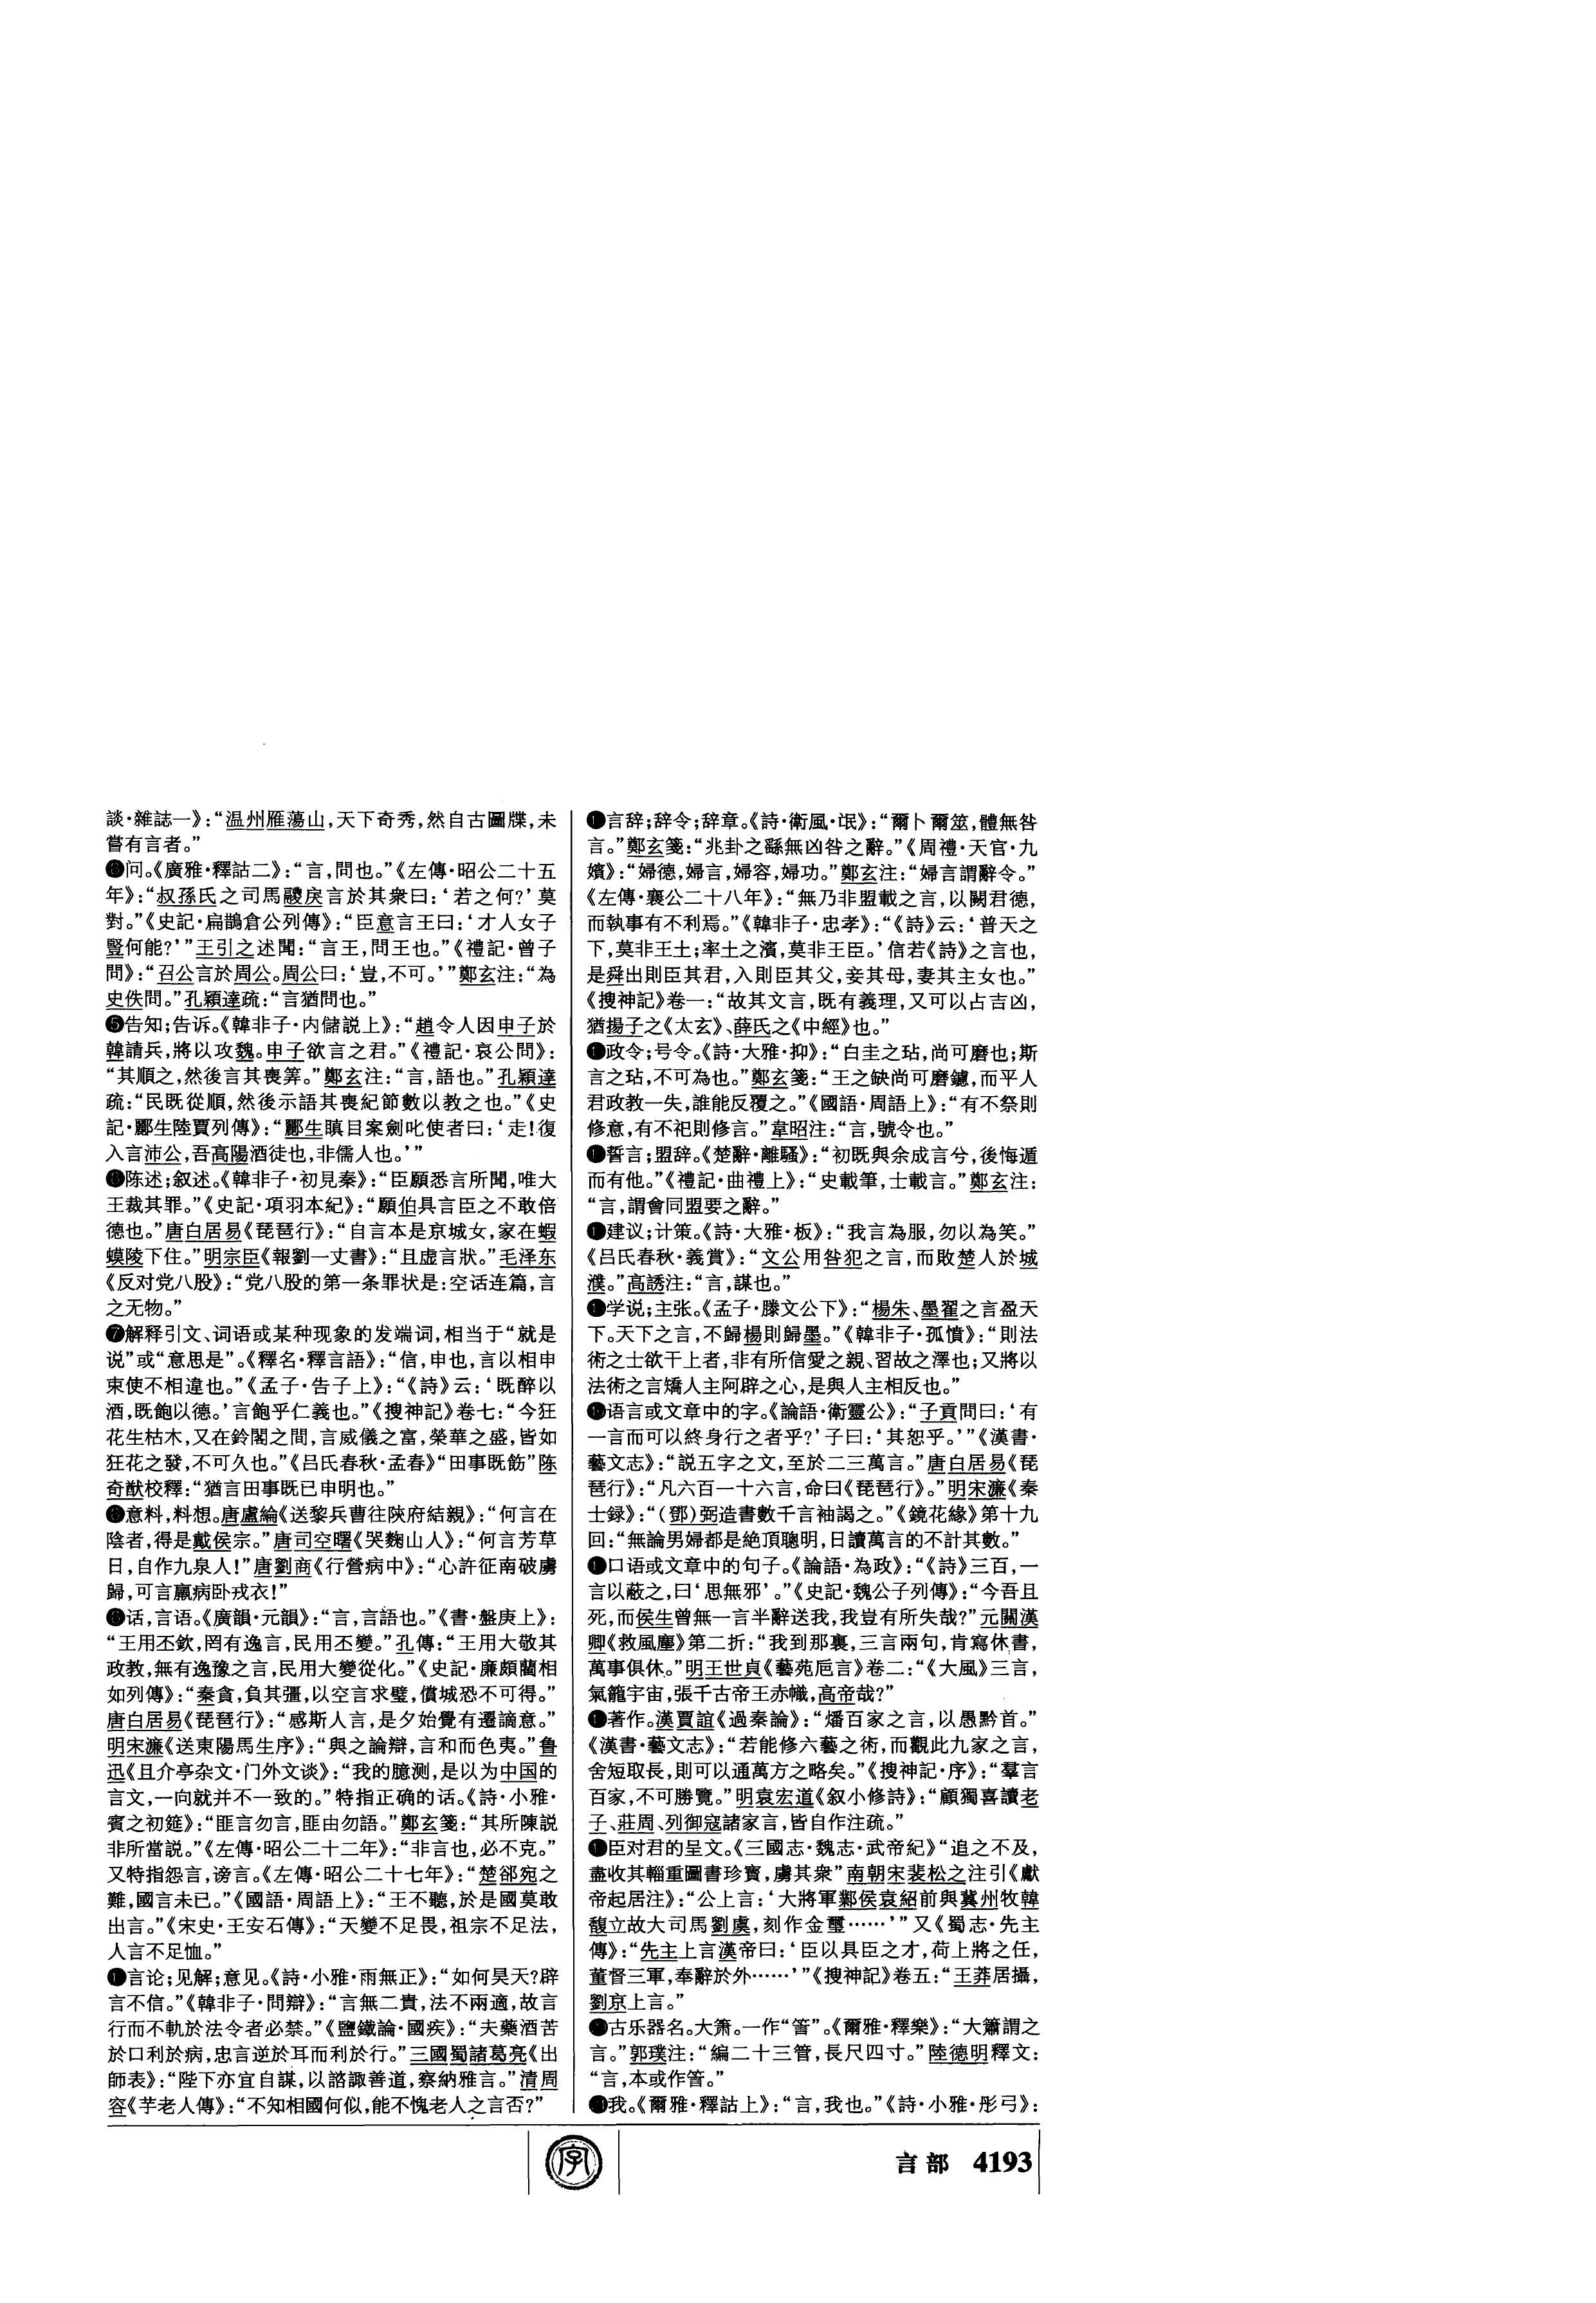 談·雜誌一》：“温州雁蕩山，天下奇秀，然自古圖牒，未
嘗有言者。”
問。《廣雅·釋詁二》：“言，問也。”《左傳·昭公二十五
年》：“叔孫氏之司馬鬷戾言於其衆曰：‘若之何？’莫
對。”《史記·扁鵲倉公列傳》：“臣意言王曰：‘才人女子
豎何能？’”王引之述聞：“言王，問王也。”《禮記·曾子
問》：“召公言於周公。周公曰：‘豈，不可。’”鄭玄注：“為
史佚問。”孔穎達疏：“言猶問也。”
❺告知；告诉。《韓非子·内儲説上》：“趙令人因申子於
韓請兵，將以攻魏。申子欲言之君。”《禮記·哀公問》：
“其順之，然後言其喪筭。”鄭玄注：“言，語也。”孔穎達
疏：“民既從順，然後示語其喪紀節數以教之也。”《史
記·酈生陸賈列傳》：“酈生瞋目案劍叱使者曰：‘走！復
入言沛公，吾高陽酒徒也，非儒人也。’”
陈述；叙述。《韓非子·初見秦》：“臣願悉言所聞，唯大
王裁其罪。”《史記·項羽本紀》：“願伯具言臣之不敢倍
德也。”唐白居易《琵琶行》：“自言本是京城女，家在蝦
蟆陵下住。”明宗臣《報劉一丈書》：“且虚言狀。”毛泽东
《反对党八股》：“党八股的第一条罪状是：空话连篇，言
之无物。”
❼解释引文、词语或某种现象的发端词，相当于“就是
说”或“意思是”。《釋名·釋言語》：“信，申也，言以相申
束使不相違也。”《孟子·告子上》：“《詩》云：‘既醉以
酒，既飽以德。’言飽乎仁義也。”《搜神記》卷七：“今狂
花生枯木，又在鈴閣之間，言威儀之富，榮華之盛，皆如
狂花之發，不可久也。”《吕氏春秋·孟春》“田事既飭”陈
奇猷校釋：“猶言田事既已申明也。”
意料，料想。唐盧綸《送黎兵曹往陝府結親》：“何言在
陰者，得是戴侯宗。”唐司空曙《哭麴山人》：“何言芳草
日，自作九泉人！”唐劉商《行營病中》：“心許征南破虜
歸，可言羸病卧戎衣！”
话，言语。《廣韻·元韻》：“言，言語也。”《書·盤庚上》：
“王用丕欽，罔有逸言，民用丕變。”孔傳：“王用大敬其
政教，無有逸豫之言，民用大變從化。”《史記·廉頗藺相
如列傳》：“秦貪，負其彊，以空言求璧，償城恐不可得。”
唐白居易《琵琶行》：“感斯人言，是夕始覺有遷謫意。”
明宋濂《送東陽馬生序》：“與之論辯，言和而色夷。”鲁
迅《且介亭杂文·门外文谈》：“我的臆测，是以为中国的
言文，一向就并不一致的。”特指正确的话。《詩·小雅·
賓之初筵》：“匪言勿言，匪由勿語。”鄭玄箋：“其所陳説
非所當説。”《左傳·昭公二十二年》：“非言也，必不克。”
又特指怨言，谤言。《左傳·昭公二十七年》：“楚郤宛之
難，國言未已。”《國語·周語上》：“王不聽，於是國莫敢
出言。”《宋史·王安石傳》：“天變不足畏，祖宗不足法，
人言不足恤。”
言论；见解；意见。《詩·小雅·雨無正》：“如何昊天？辟
言不信。”《韓非子·問辯》：“言無二貴，法不兩適，故言
行而不軌於法令者必禁。”《鹽鐵論·國疾》：“夫藥酒苦
於口利於病，忠言逆於耳而利於行。”三國蜀諸葛亮《出
師表》：“陛下亦宜自謀，以諮諏善道，察納雅言。”清周
容《芋老人傳》：“不知相國何似，能不愧老人之言否？”
言辞；辞令；辞章。《詩·衛風·氓》：“爾卜爾筮，體無咎
言。”鄭玄箋：“兆卦之繇無凶咎之辭。”《周禮·天官·九
嬪》：“婦德，婦言，婦容，婦功。”鄭玄注：“婦言謂辭令。”
《左傳·襄公二十八年》：“無乃非盟載之言，以闕君德，
而執事有不利焉。”《韓非子·忠孝》：“《詩》云：‘普天之
下，莫非王土；率土之濱，莫非王臣。’信若《詩》之言也，
是舜出則臣其君，入則臣其父，妾其母，妻其主女也。”
《搜神記》卷一：“故其文言，既有義理，又可以占吉凶，
猶揚子之《太玄》、薛氏之《中經》也。”
政令；号令。《詩·大雅·抑》：“白圭之玷，尚可磨也；斯
言之玷，不可為也。”鄭玄箋：“王之缺尚可磨鑢，而平人
君政教一失，誰能反覆之。”《國語·周語上》：“有不祭則
修意，有不祀則修言。”韋昭注：“言，號令也。”
誓言；盟辞。《楚辭·離騷》：“初既與余成言兮，後悔遁
而有他。”《禮記·曲禮上》：“史載筆，士載言。”鄭玄注：
“言，謂會同盟要之辭。”
建议；计策。《詩·大雅·板》：“我言為服，勿以為笑。”
《吕氏春秋·義賞》：“文公用咎犯之言，而敗楚人於城
濮。”高誘注：“言，謀也。”
学说；主张。《孟子·滕文公下》：“楊朱、墨翟之言盈天
下。天下之言，不歸楊則歸墨。”《韓非子·孤憤》：“則法
術之士欲干上者，非有所信愛之親、習故之澤也；又將以
法術之言矯人主阿辟之心，是與人主相反也。”
语言或文章中的字。《論語·衛靈公》：“子貢問曰：‘有
一言而可以終身行之者乎？’子曰：‘其恕乎。’”《漢書·
藝文志》：“説五字之文，至於二三萬言。”唐白居易《琵
琶行》：“凡六百一十六言，命曰《琵琶行》。”明宋濂《秦
士録》：“（鄧）弼造書數千言袖謁之。”《鏡花緣》第十九
回：“無論男婦都是絶頂聰明，日讀萬言的不計其數。”
口语或文章中的句子。《論語·為政》：“《詩》三百，一
言以蔽之，曰‘思無邪’。”《史記·魏公子列傳》：“今吾且
死，而侯生曾無一言半辭送我，我豈有所失哉？”元關漢
卿《救風塵》第二折：“我到那裏，三言兩句，肯寫休書，
萬事俱休。”明王世貞《藝苑卮言》卷二：“《大風》三言，
氣籠宇宙，張千古帝王赤幟，高帝哉？”
著作。漢賈誼《過秦論》：“燔百家之言，以愚黔首。”
《漢書·藝文志》：“若能修六藝之術，而觀此九家之言，
舍短取長，則可以通萬方之略矣。”《搜神記·序》：“羣言
百家，不可勝覽。”明袁宏道《叙小修詩》：“顧獨喜讀老
子、莊周、列御寇諸家言，皆自作注疏。”
臣对君的呈文。《三國志·魏志·武帝紀》“追之不及，
盡收其輜重圖書珍寶，虜其衆”南朝宋裴松之注引《獻
帝起居注》：“公上言：‘大將軍鄴侯袁紹前與冀州牧韓
馥立故大司馬劉虞，刻作金璽……’”又《蜀志·先主
傳》：“先主上言漢帝曰：‘臣以具臣之才，荷上將之任，
董督三軍，奉辭於外……’”《搜神記》卷五：“王莽居攝，
劉京上言。”
古乐器名。大箫。一作“䇾”。《爾雅·釋樂》：“大簫謂之
言。”郭璞注：“編二十三管，長尺四寸。”陸德明釋文：
“言，本或作䇾。”
我。《爾雅·釋詁上》：“言，我也。”《詩·小雅·彤弓》：
字
言部 4193